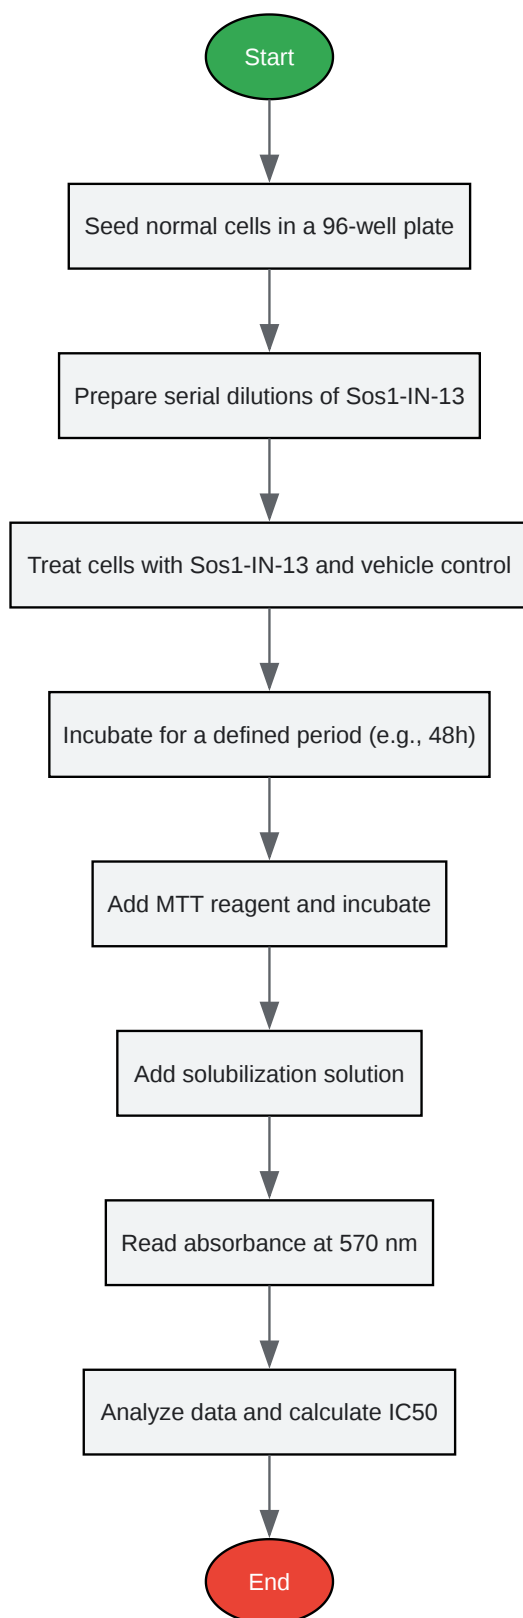 Start
Seed normal cells in a 96-well plate
Prepare serial dilutions of Sos1-IN-13
Treat cells with Sos1-IN-13 and vehicle control
Incubate for a defined period (e.g., 48h)
Add MTT reagent and incubate
Add solubilization solution
Read absorbance at 570 nm
Analyze data and calculate IC50
End